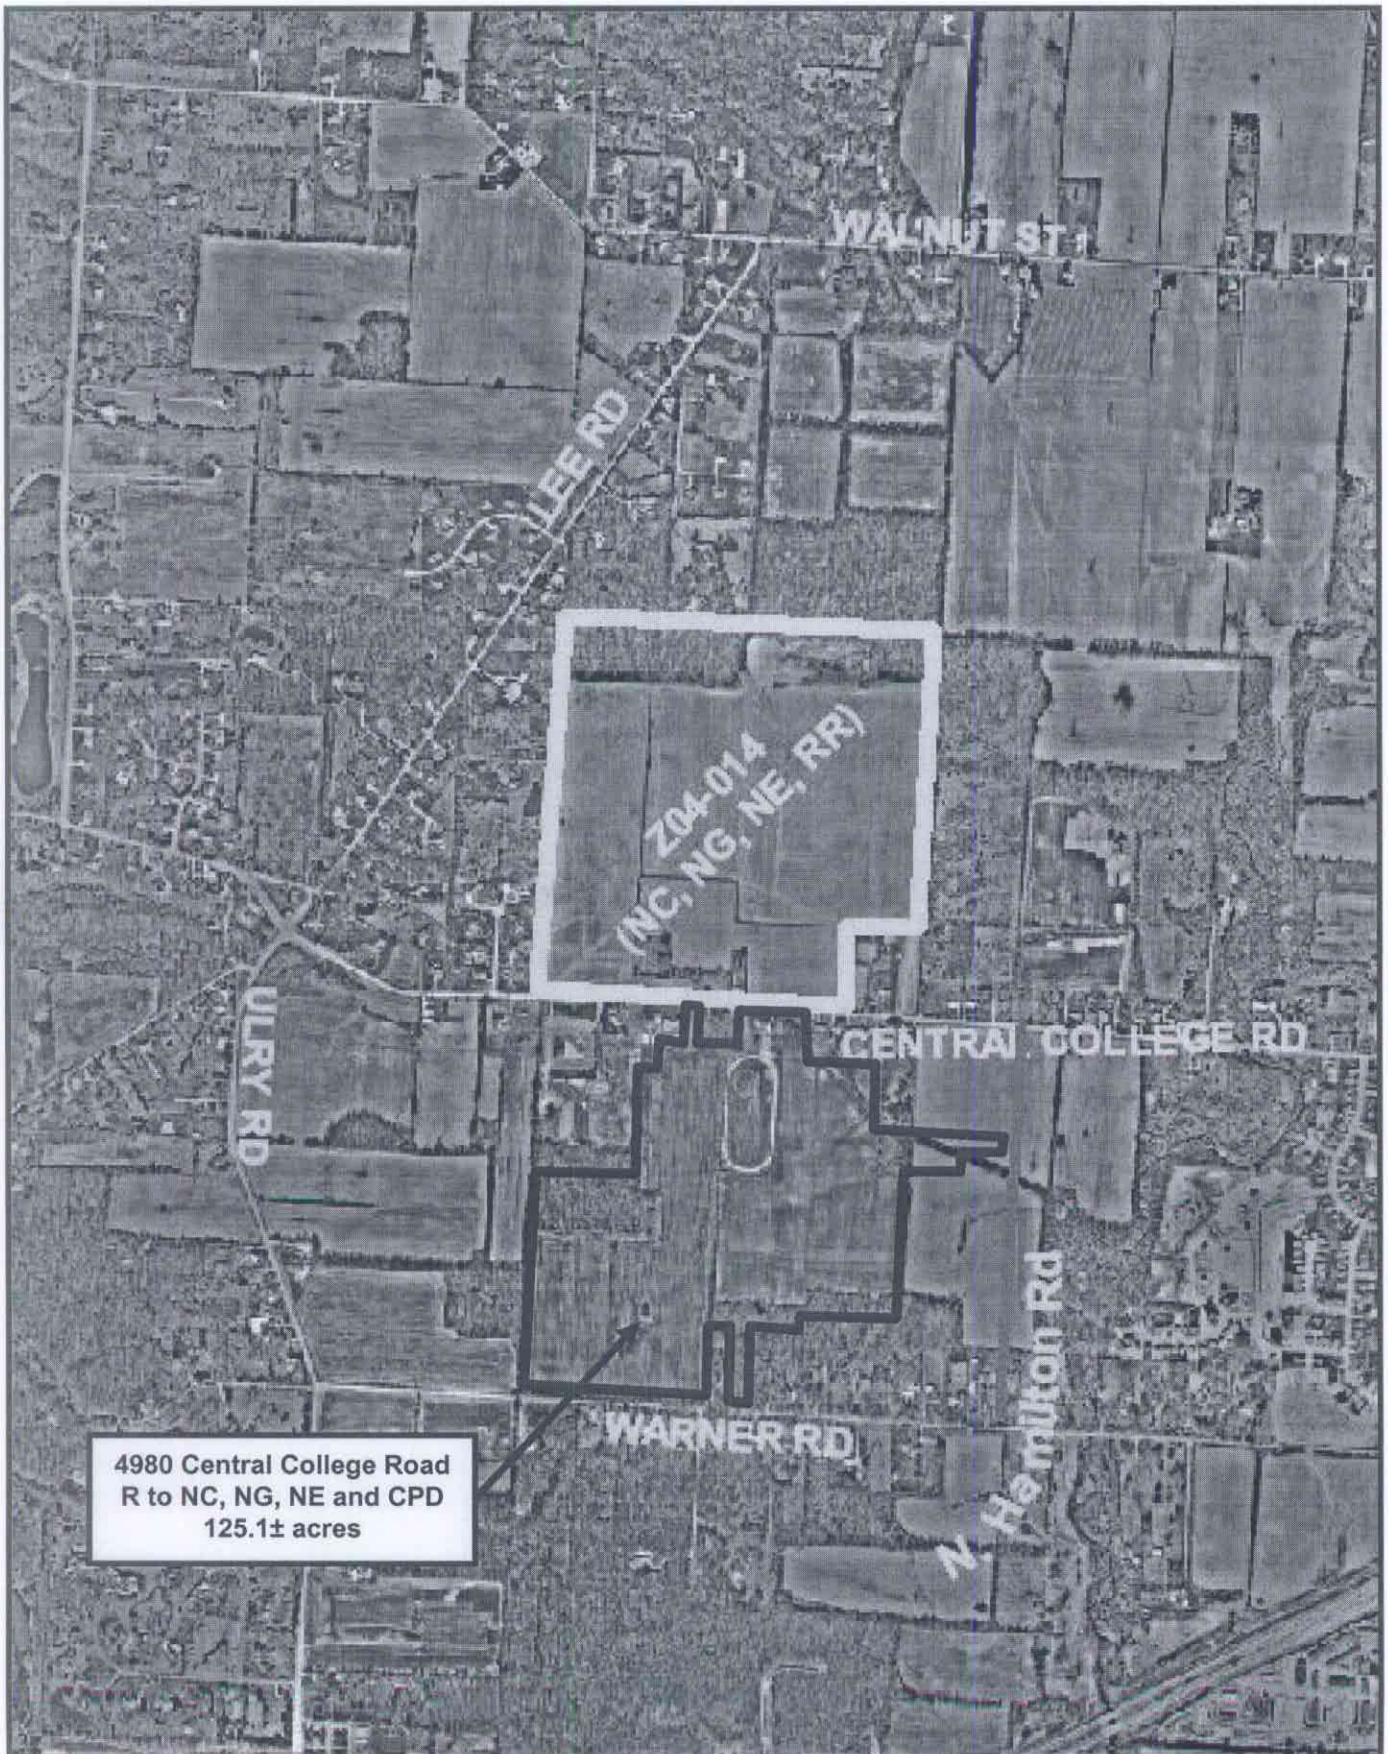 WALNUT ST
LEE RD
Z04-014
(NC, NG, NE, RR)
ULRY RD
CENTRAL COLLEGE RD
N. Hamilton Rd
WARNER RD
4980 Central College Road
R to NC, NG, NE and CPD
125.1± acres